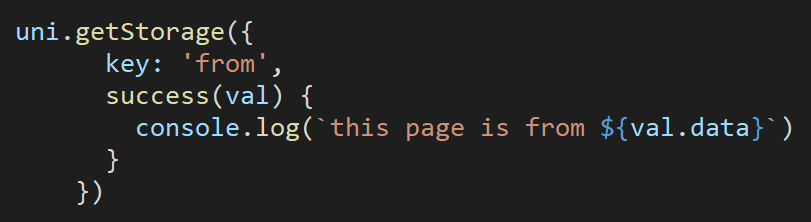 uni.getStorage({
      key: 'from',
      success(val) {
        console.log(`this page is from ${val.data}`)
      }
    })